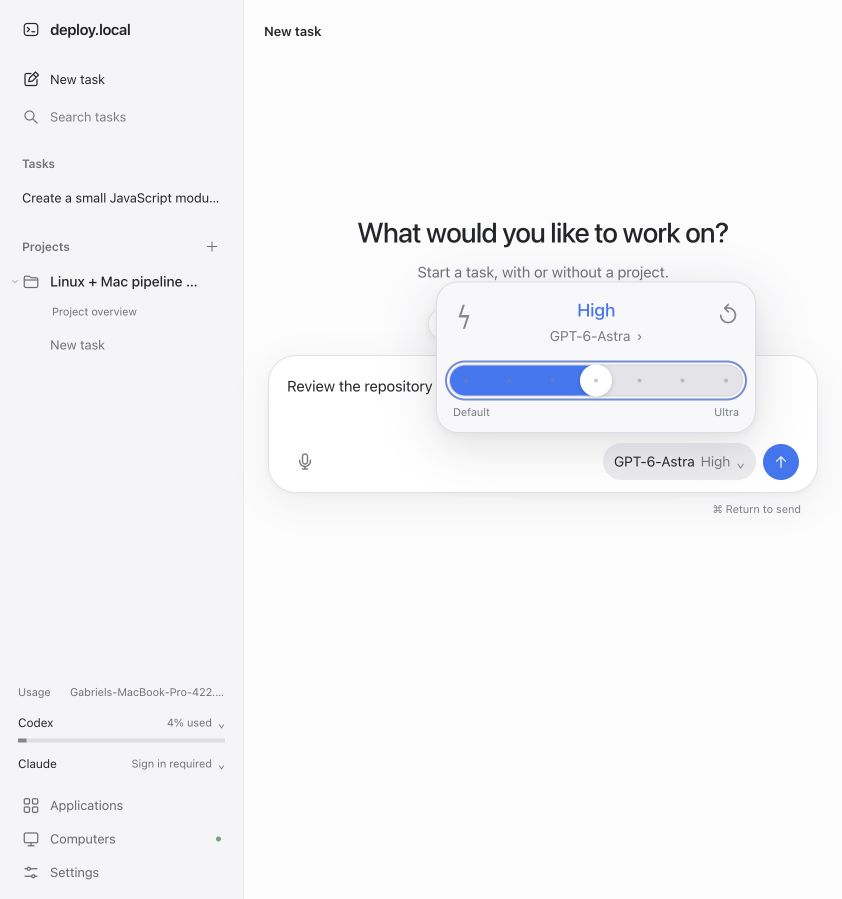 deploy.local
New task
Search tasks
Tasks
Create a small JavaScript modu...
Projects
Linux + Mac pipeline ...
Project overview
New task
Usage Gabriels-MacBook-Pro-422....
Codex 4% used
Claude Sign in required
Applications
Computers
Settings
New task
What would you like to work on?
Start a task, with or without a project.
High
GPT-6-Astra ›
Default Ultra
Review the repository
GPT-6-Astra High
⌘ Return to send